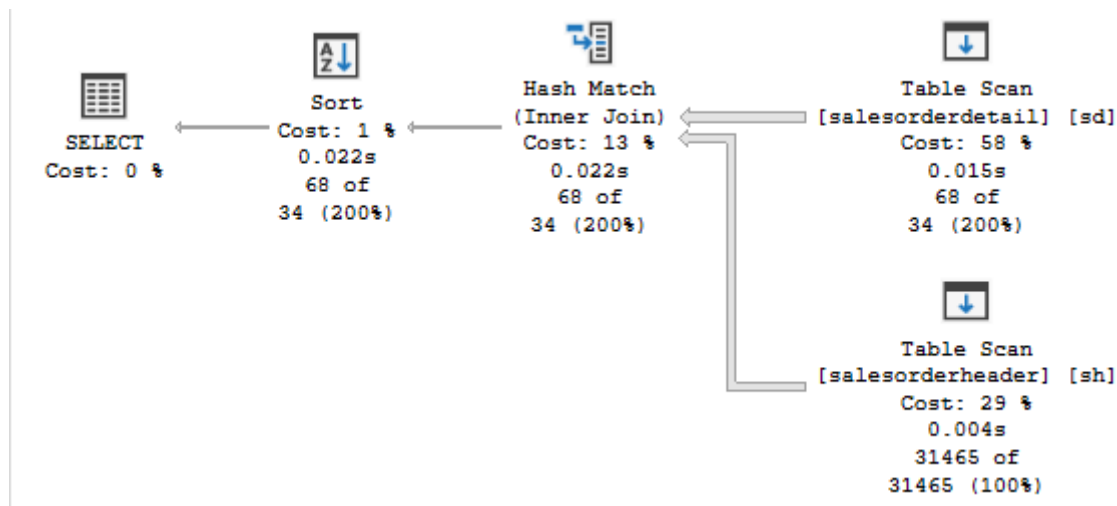 SELECT
Cost: 0 %
A
Z
Sort
Cost: 1 %
0.022s
68 of
34 (200%)
Hash Match
(Inner Join)
Cost: 13 %
0.022s
68 of
34 (200%)
Table Scan
[salesorderdetail] [sd]
Cost: 58 %
0.015s
68 of
34 (200%)
Table Scan
[salesorderheader] [sh]
Cost: 29 %
0.004s
31465 of
31465 (100%)